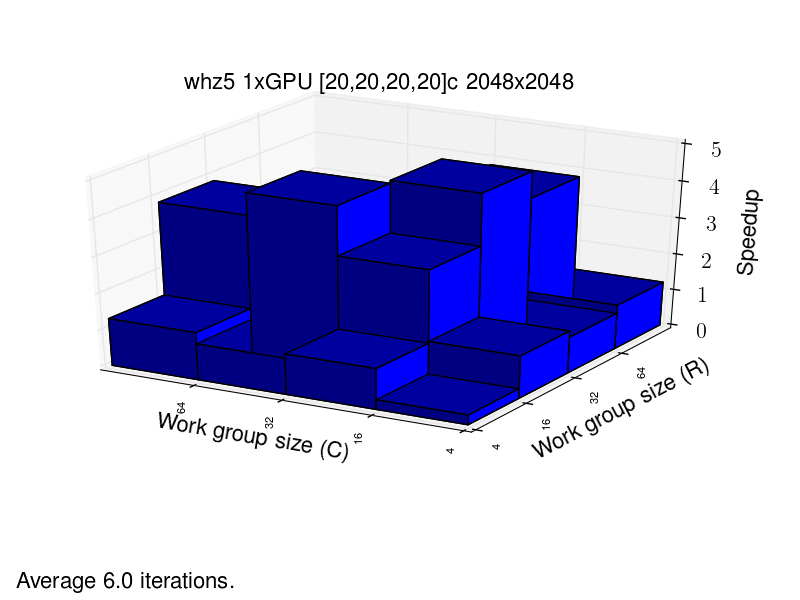 whz5 1xGPU [20,20,20,20]c 2048x2048
5
4
3
2
1
0
Speedup
64
32
16
4
Work group size (C)
4
16
32
64
Work group size (R)
Average 6.0 iterations.